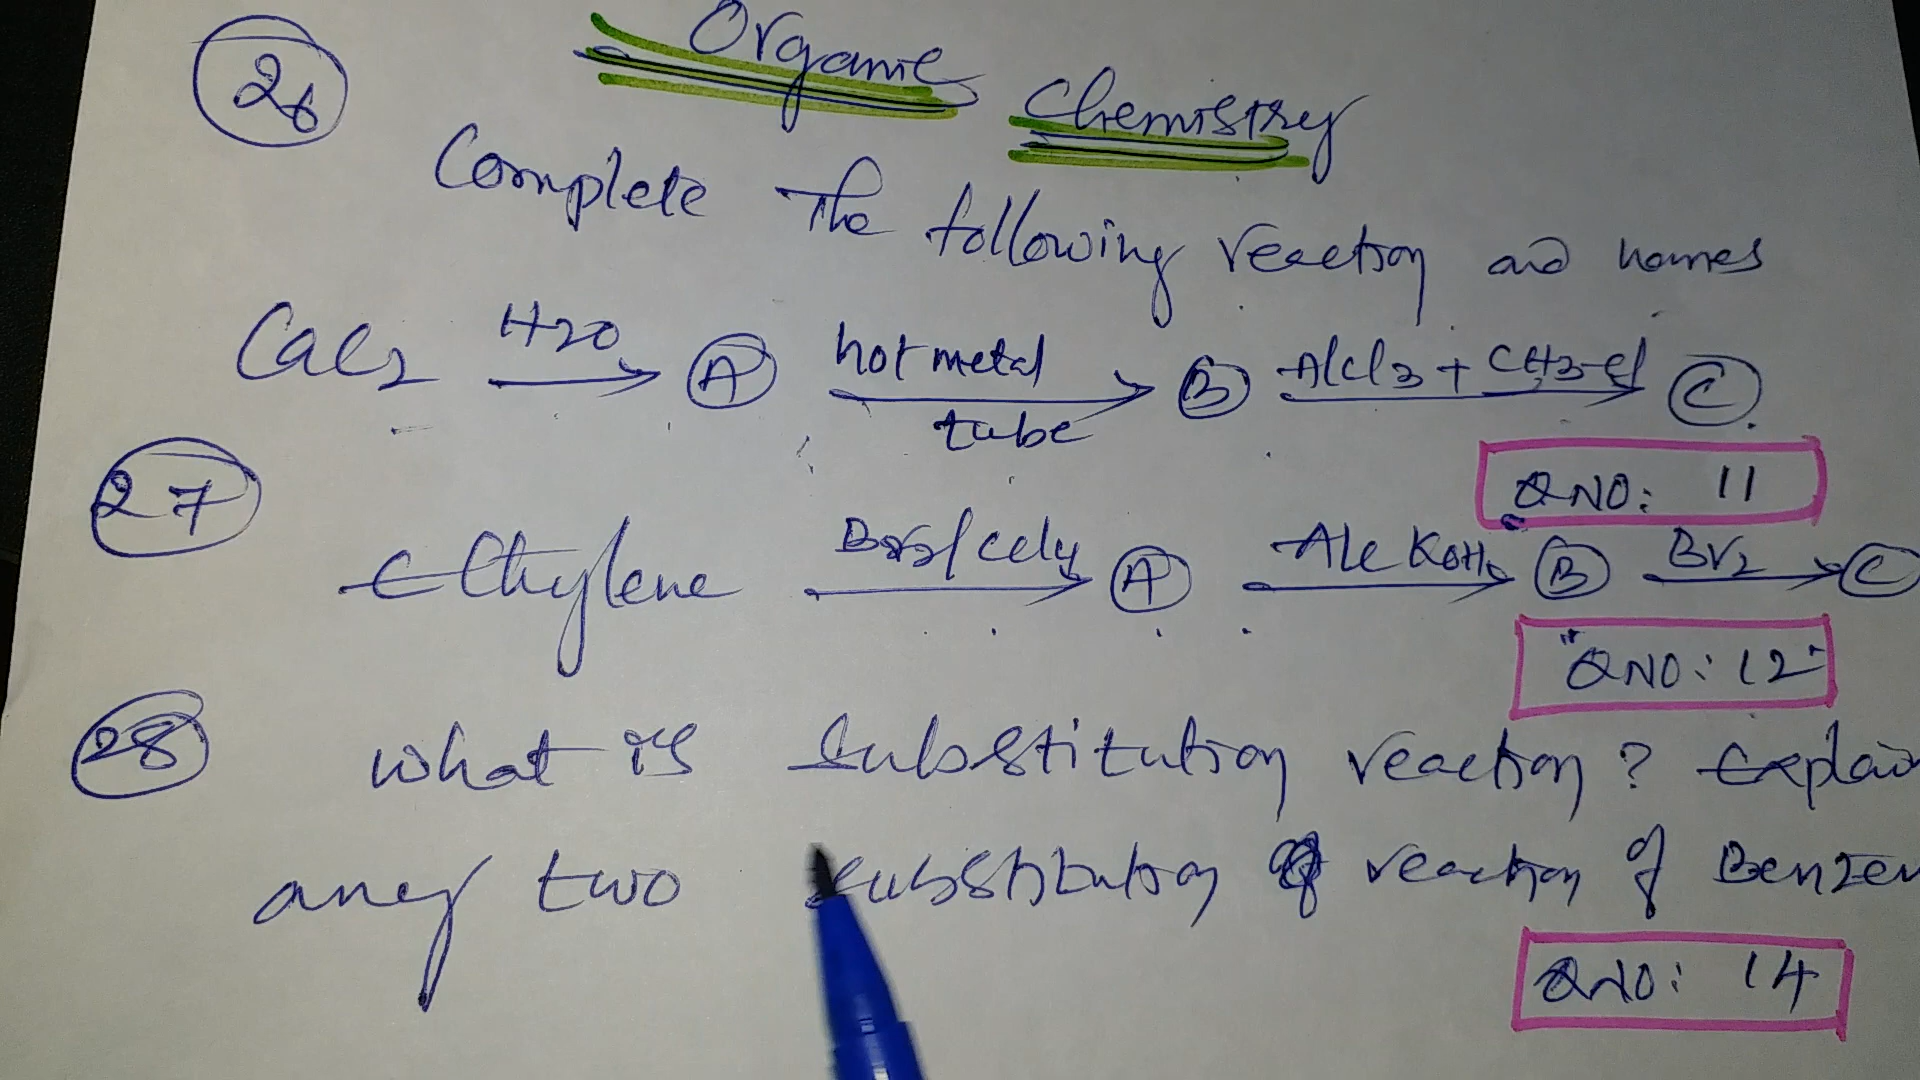 Organic Chemistry
26
Complete The following reaction and names
CaC2 H2O A hot metal tube B AlCl3 + CH3-Cl C
QNO: 11
27
Ethylene Br2/ccl4 A Alc KOH B Br2 C
QNO: 12
28
what is Substitution reaction? Explain
any two Substitution reaction of Benzen
QNO: 14